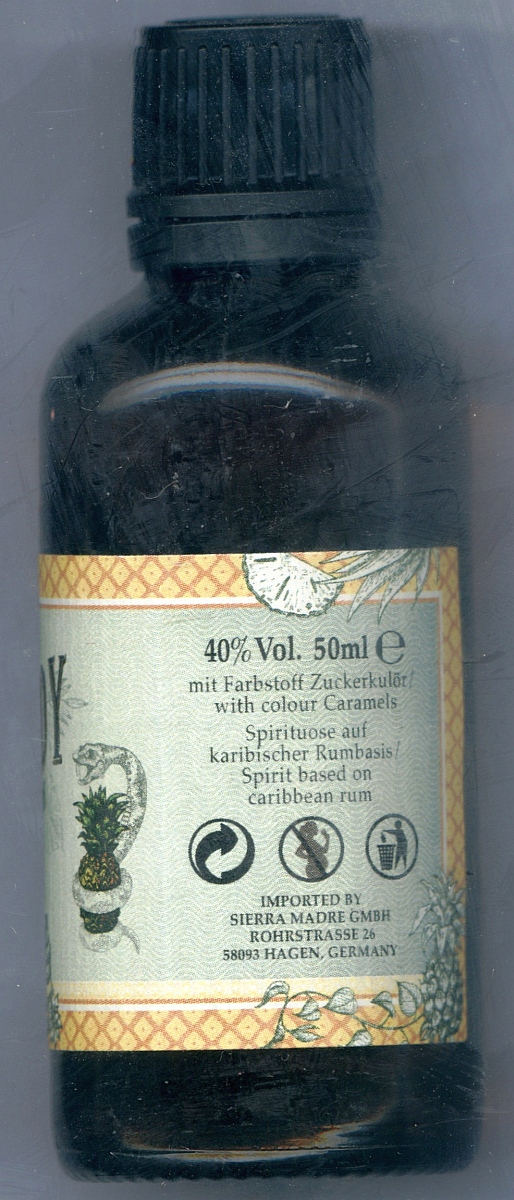 40% Vol. 50ml ℮
mit Farbstoff Zuckerkulör/
with colour Caramels
Spirituose auf
karibischer Rumbasis/
Spirit based on
caribbean rum
IMPORTED BY
SIERRA MADRE GMBH
ROHRSTRASSE 26
58093 HAGEN, GERMANY